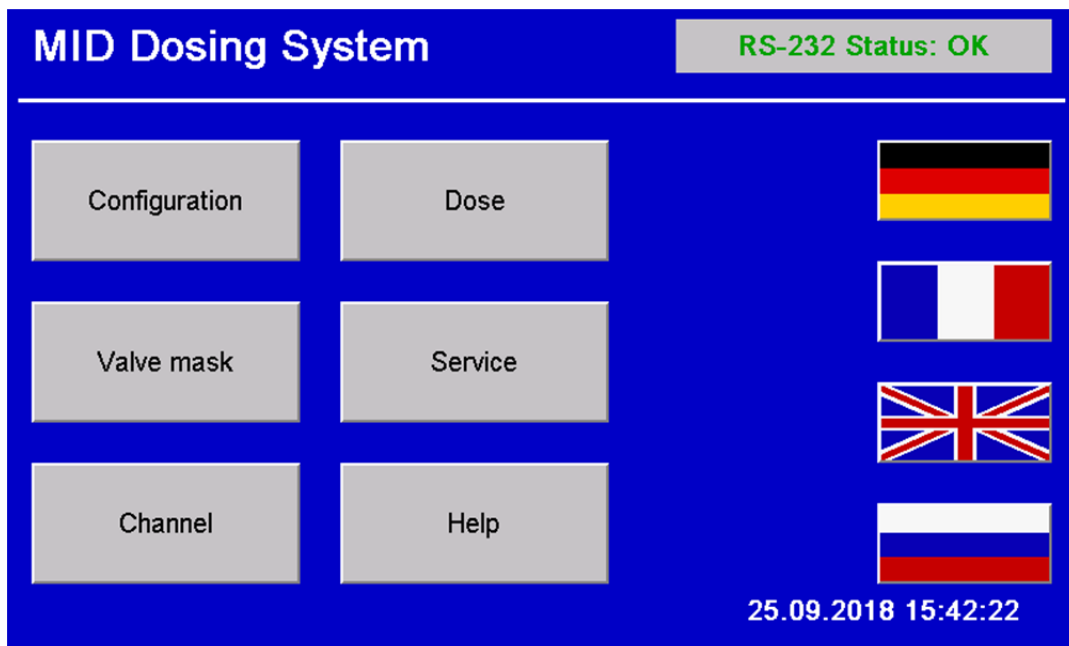 MID Dosing System
RS-232 Status: OK
Configuration
Dose
Valve mask
Service
Channel
Help
25.09.2018 15:42:22